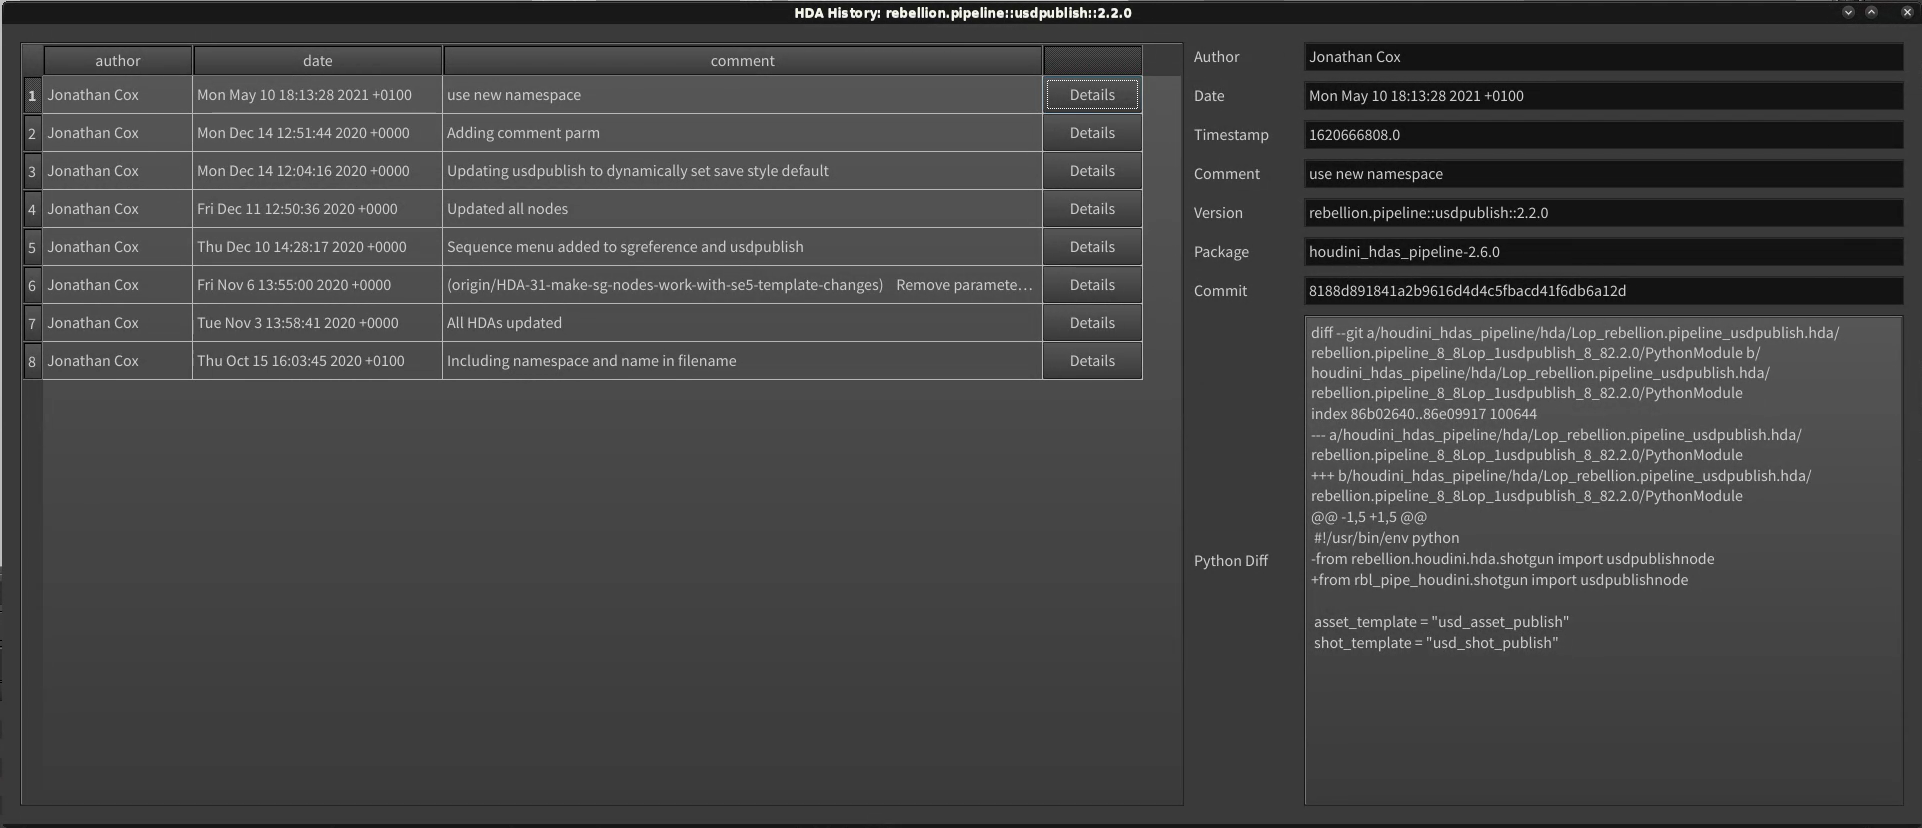 HDA History: rebellion.pipeline::usdpublish::2.2.0
author date comment
1 Jonathan Cox Mon May 10 18:13:28 2021 +0100 use new namespace Details
2 Jonathan Cox Mon Dec 14 12:51:44 2020 +0000 Adding comment parm Details
3 Jonathan Cox Mon Dec 14 12:04:16 2020 +0000 Updating usdpublish to dynamically set save style default Details
4 Jonathan Cox Fri Dec 11 12:50:36 2020 +0000 Updated all nodes Details
5 Jonathan Cox Thu Dec 10 14:28:17 2020 +0000 Sequence menu added to sgreference and usdpublish Details
6 Jonathan Cox Fri Nov 6 13:55:00 2020 +0000 (origin/HDA-31-make-sg-nodes-work-with-se5-template-changes) Remove paramete... Details
7 Jonathan Cox Tue Nov 3 13:58:41 2020 +0000 All HDAs updated Details
8 Jonathan Cox Thu Oct 15 16:03:45 2020 +0100 Including namespace and name in filename Details
Author Jonathan Cox
Date Mon May 10 18:13:28 2021 +0100
Timestamp 1620666808.0
Comment use new namespace
Version rebellion.pipeline::usdpublish::2.2.0
Package houdini_hdas_pipeline-2.6.0
Commit 8188d891841a2b9616d4d4c5fbacd41f6db6a12d
Python Diff
diff --git a/houdini_hdas_pipeline/hda/Lop_rebellion.pipeline_usdpublish.hda/
rebellion.pipeline_8_8Lop_1usdpublish_8_82.2.0/PythonModule b/
houdini_hdas_pipeline/hda/Lop_rebellion.pipeline_usdpublish.hda/
rebellion.pipeline_8_8Lop_1usdpublish_8_82.2.0/PythonModule
index 86b02640..86e09917 100644
--- a/houdini_hdas_pipeline/hda/Lop_rebellion.pipeline_usdpublish.hda/
rebellion.pipeline_8_8Lop_1usdpublish_8_82.2.0/PythonModule
+++ b/houdini_hdas_pipeline/hda/Lop_rebellion.pipeline_usdpublish.hda/
rebellion.pipeline_8_8Lop_1usdpublish_8_82.2.0/PythonModule
@@ -1,5 +1,5 @@
#!/usr/bin/env python
-from rebellion.houdini.hda.shotgun import usdpublishnode
+from rbl_pipe_houdini.shotgun import usdpublishnode
asset_template = "usd_asset_publish"
shot_template = "usd_shot_publish"